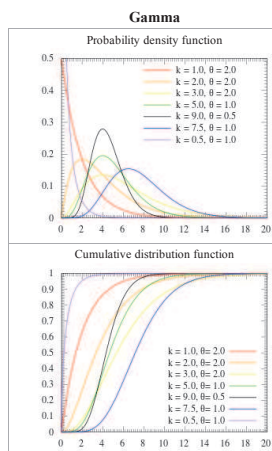 Gamma
Probability density function
0.5
0.4
0.3
0.2
0.1
0
k = 1.0, θ = 2.0
k = 2.0, θ = 2.0
k = 3.0, θ = 2.0
k = 5.0, θ = 1.0
k = 9.0, θ = 0.5
k = 7.5, θ = 1.0
k = 0.5, θ = 1.0
0 2 4 6 8 10 12 14 16 18 20
Cumulative distribution function
1
0.9
0.8
0.7
0.6
0.5
0.4
0.3
0.2
0.1
0
k = 1.0, θ= 2.0
k = 2.0, θ= 2.0
k = 3.0, θ= 2.0
k = 5.0, θ= 1.0
k = 9.0, θ= 0.5
k = 7.5, θ= 1.0
k = 0.5, θ= 1.0
0 2 4 6 8 10 12 14 16 18 20